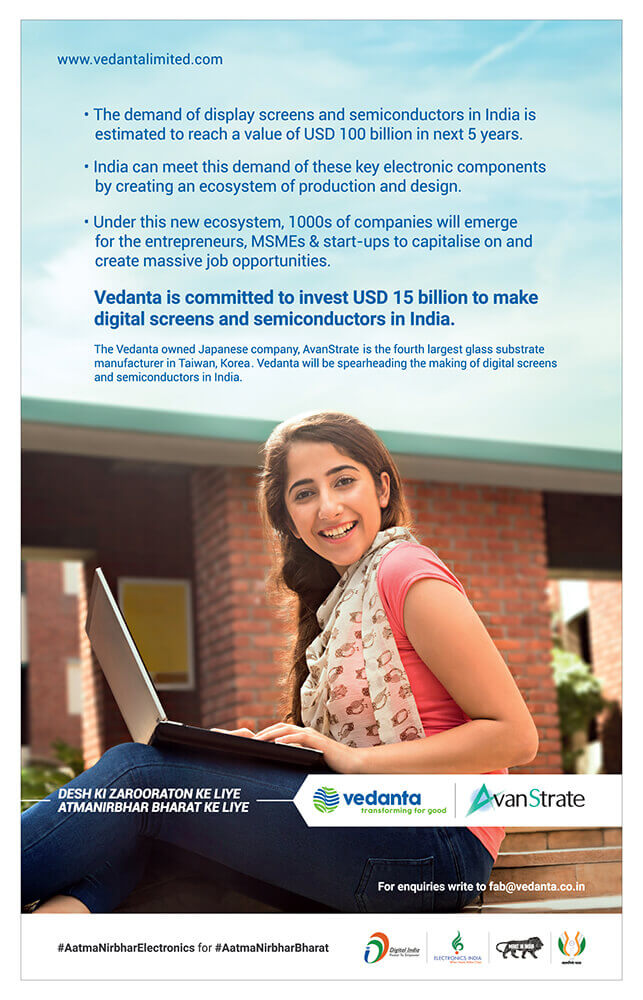 www.vedantalimited.com
• The demand of display screens and semiconductors in India is
estimated to reach a value of USD 100 billion in next 5 years.
• India can meet this demand of these key electronic components
by creating an ecosystem of production and design.
• Under this new ecosystem, 1000s of companies will emerge
for the entrepreneurs, MSMEs & start-ups to capitalise on and
create massive job opportunities.
Vedanta is committed to invest USD 15 billion to make
digital screens and semiconductors in India.
The Vedanta owned Japanese company, AvanStrate is the fourth largest glass substrate
manufacturer in Taiwan, Korea. Vedanta will be spearheading the making of digital screens
and semiconductors in India.
DESH KI ZAROORATON KE LIYE
ATMANIRBHAR BHARAT KE LIYE
vedanta
transforming for good
AvanStrate
For enquiries write to fab@vedanta.co.in
#AatmaNirbharElectronics for #AatmaNirbharBharat
Digital India
Power To Empower
ELECTRONICS INDIA
MAKE IN INDIA